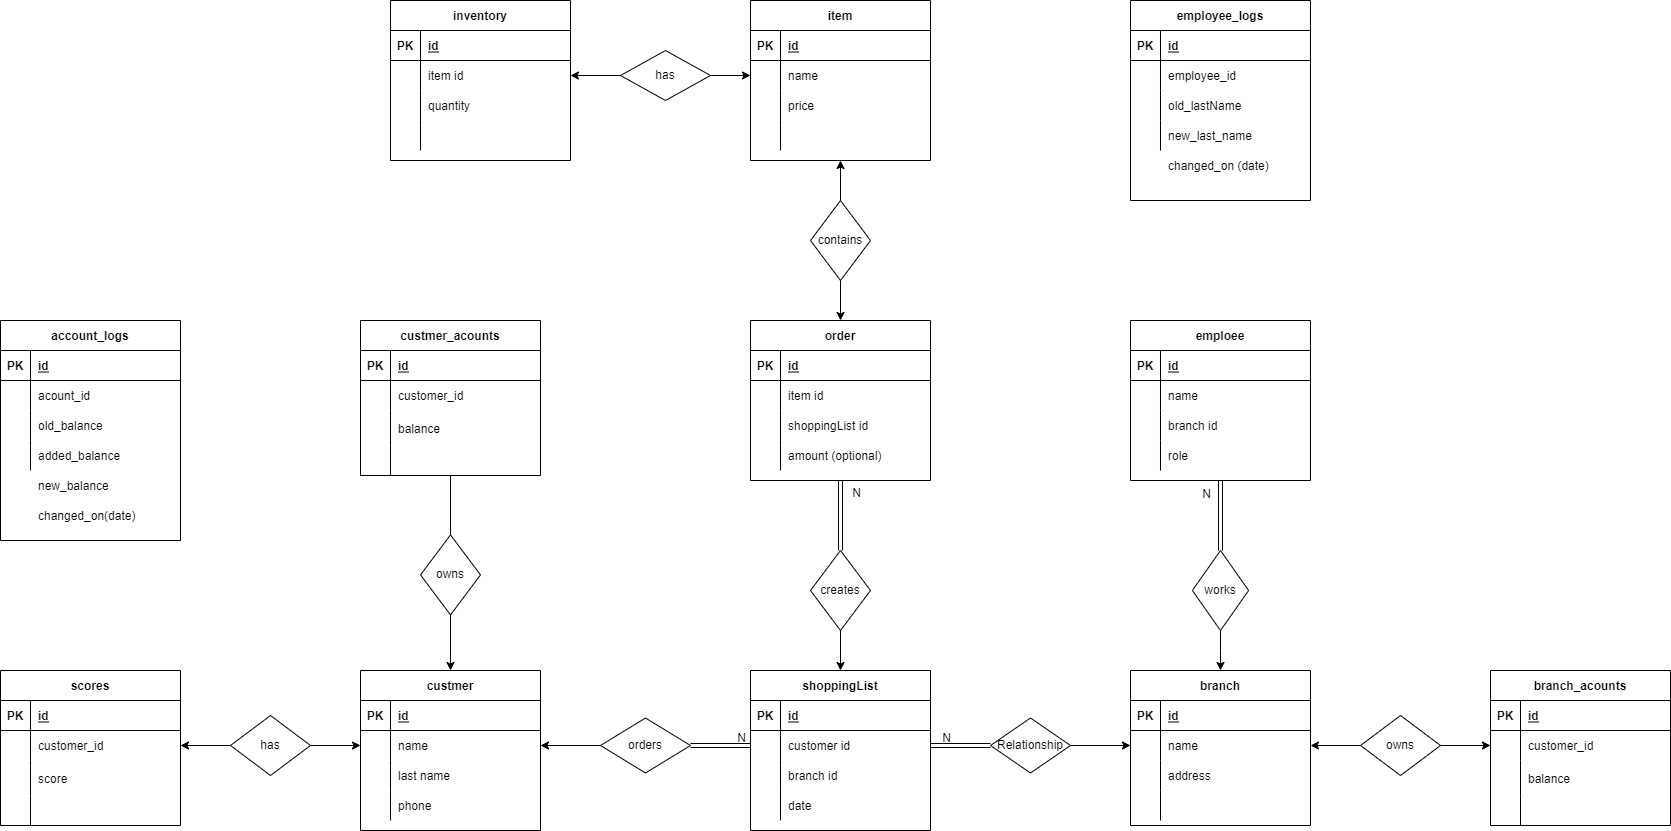 inventory
PK id
item id
quantity
has
item
PK id
name
price
employee_logs
PK id
employee_id
old_lastName
new_last_name
changed_on (date)
contains
account_logs
PK id
acount_id
old_balance
added_balance
new_balance
changed_on(date)
custmer_acounts
PK id
customer_id
balance
order
PK id
item id
shoppingList id
amount (optional)
N
emploee
PK id
name
branch id
role
N
owns
creates
works
scores
PK id
customer_id
score
has
custmer
PK id
name
last name
phone
orders
N
shoppingList
PK id
customer id
branch id
date
N
Relationship
branch
PK id
name
address
owns
branch_acounts
PK id
customer_id
balance